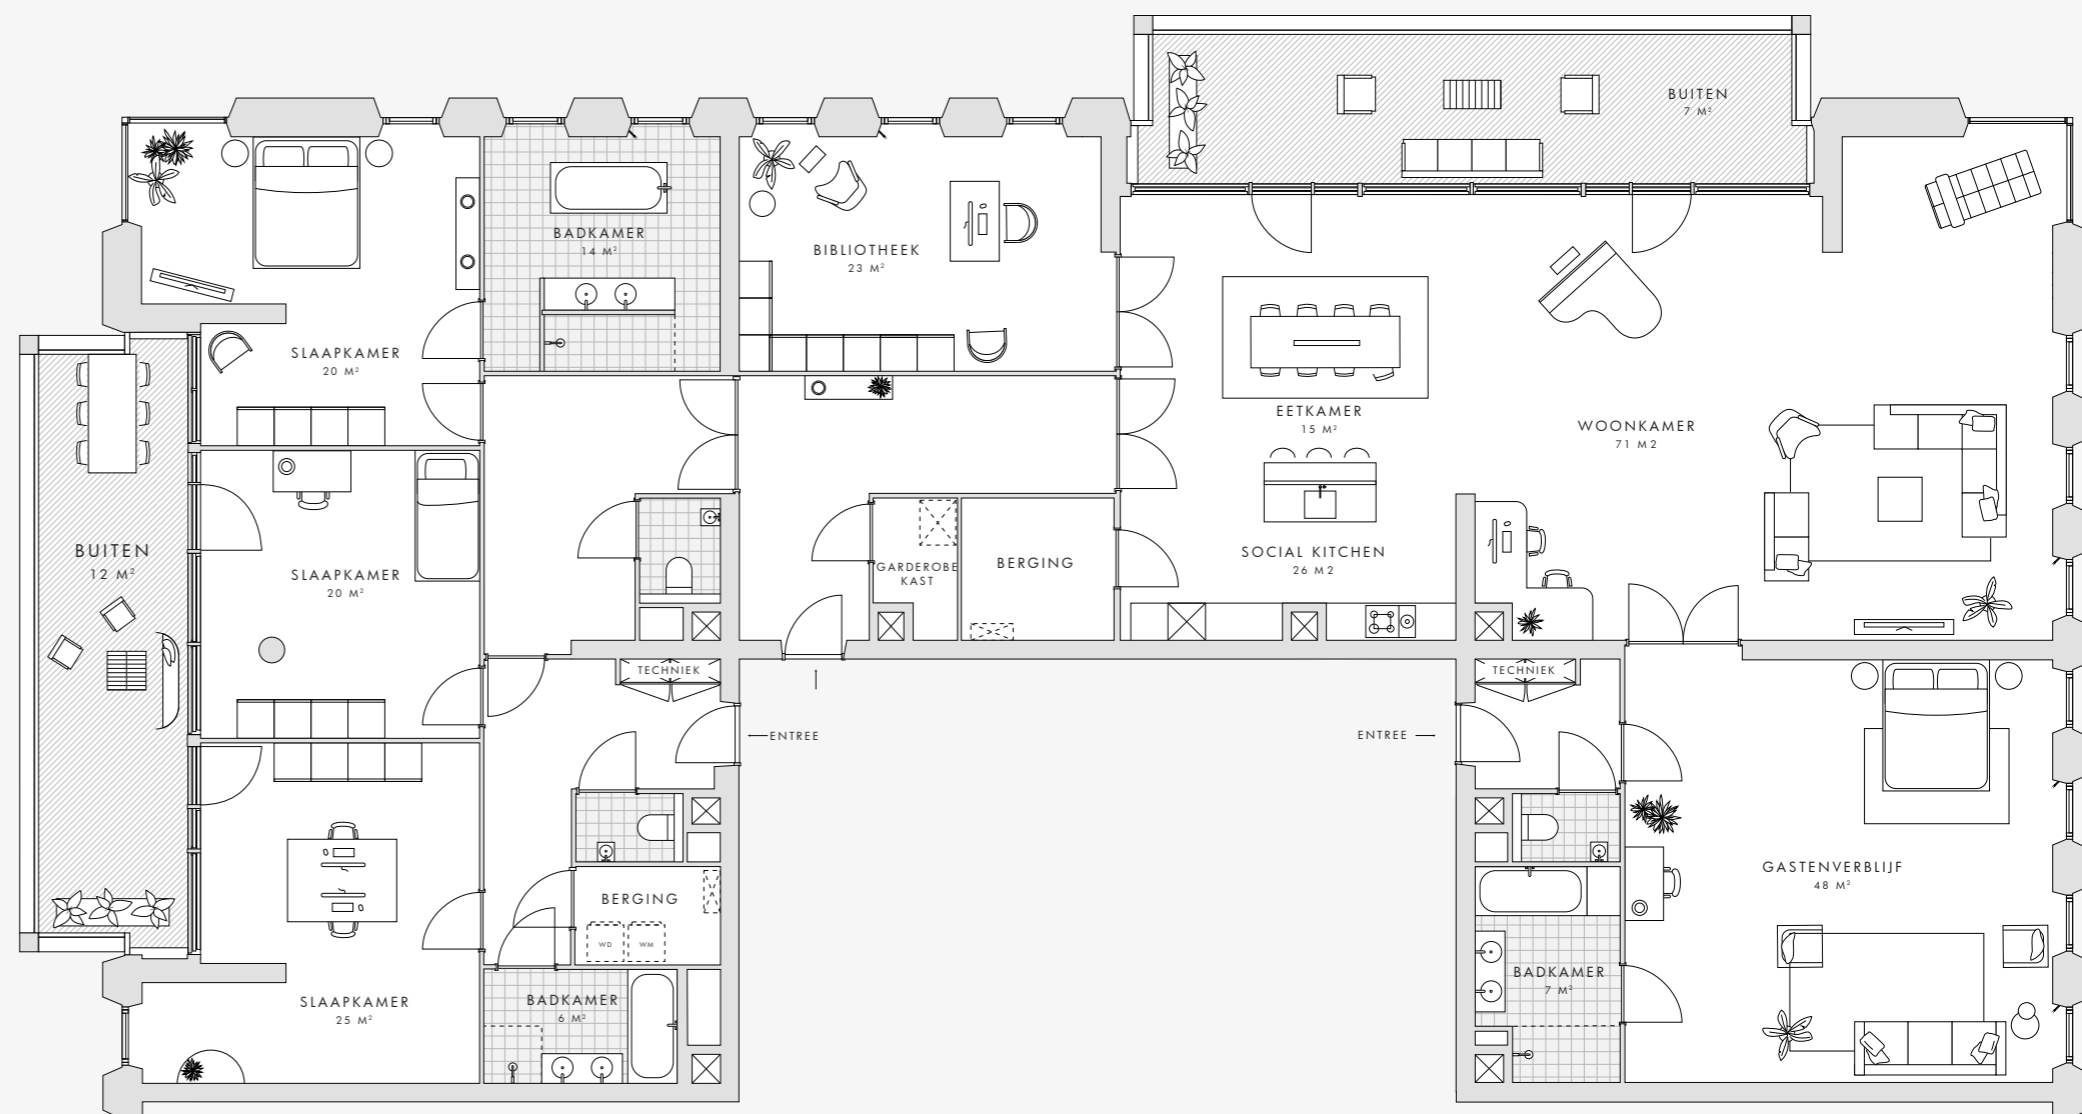 BUITEN
7 M²
BADKAMER
14 M²
BIBLIOTHEEK
23 M²
SLAAPKAMER
20 M²
EETKAMER
15 M²
WOONKAMER
71 M2
BUITEN
12 M²
SLAAPKAMER
20 M²
GARDEROBE
KAST
BERGING
SOCIAL KITCHEN
26 M2
TECHNIEK
TECHNIEK
ENTREE
ENTREE
GASTENVERBLIJF
48 M²
BERGING
WD
WM
SLAAPKAMER
25 M²
BADKAMER
6 M²
BADKAMER
7 M²